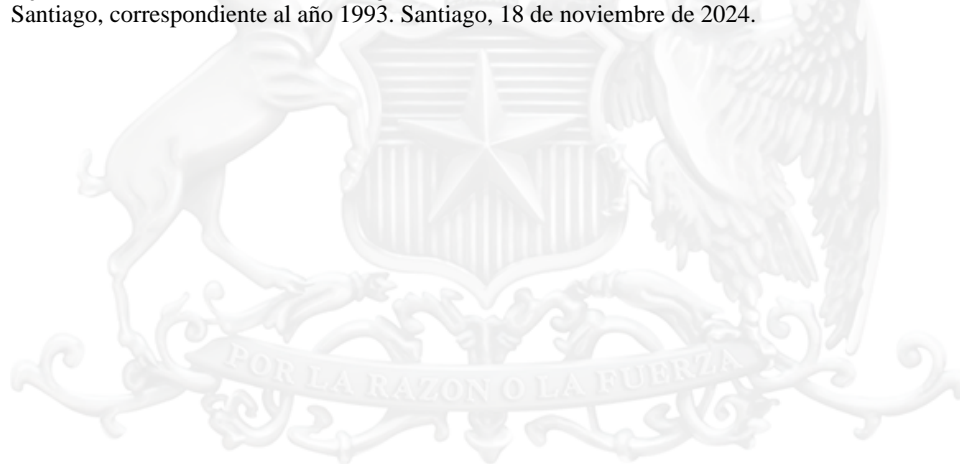 Santiago, correspondiente al año 1993. Santiago, 18 de noviembre de 2024.
POR LA RAZON O LA FUERZA